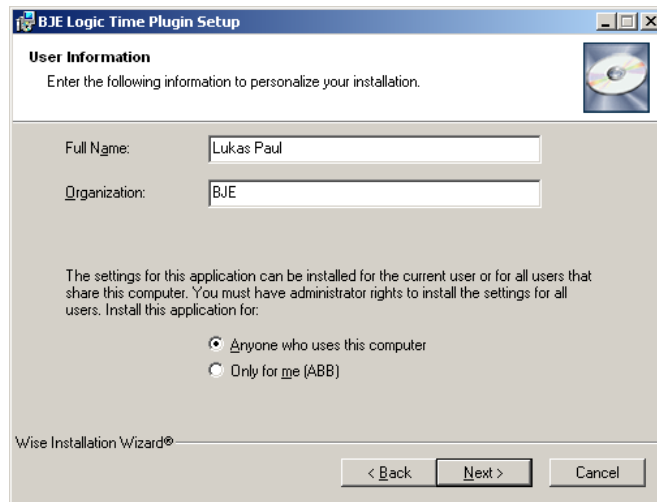 BJE Logic Time Plugin Setup
User Information
Enter the following information to personalize your installation.
Full Name:
Lukas Paul
Organization:
BJE
The settings for this application can be installed for the current user or for all users that
share this computer. You must have administrator rights to install the settings for all
users. Install this application for:
Anyone who uses this computer
Only for me (ABB)
Wise Installation Wizard®
< Back
Next >
Cancel